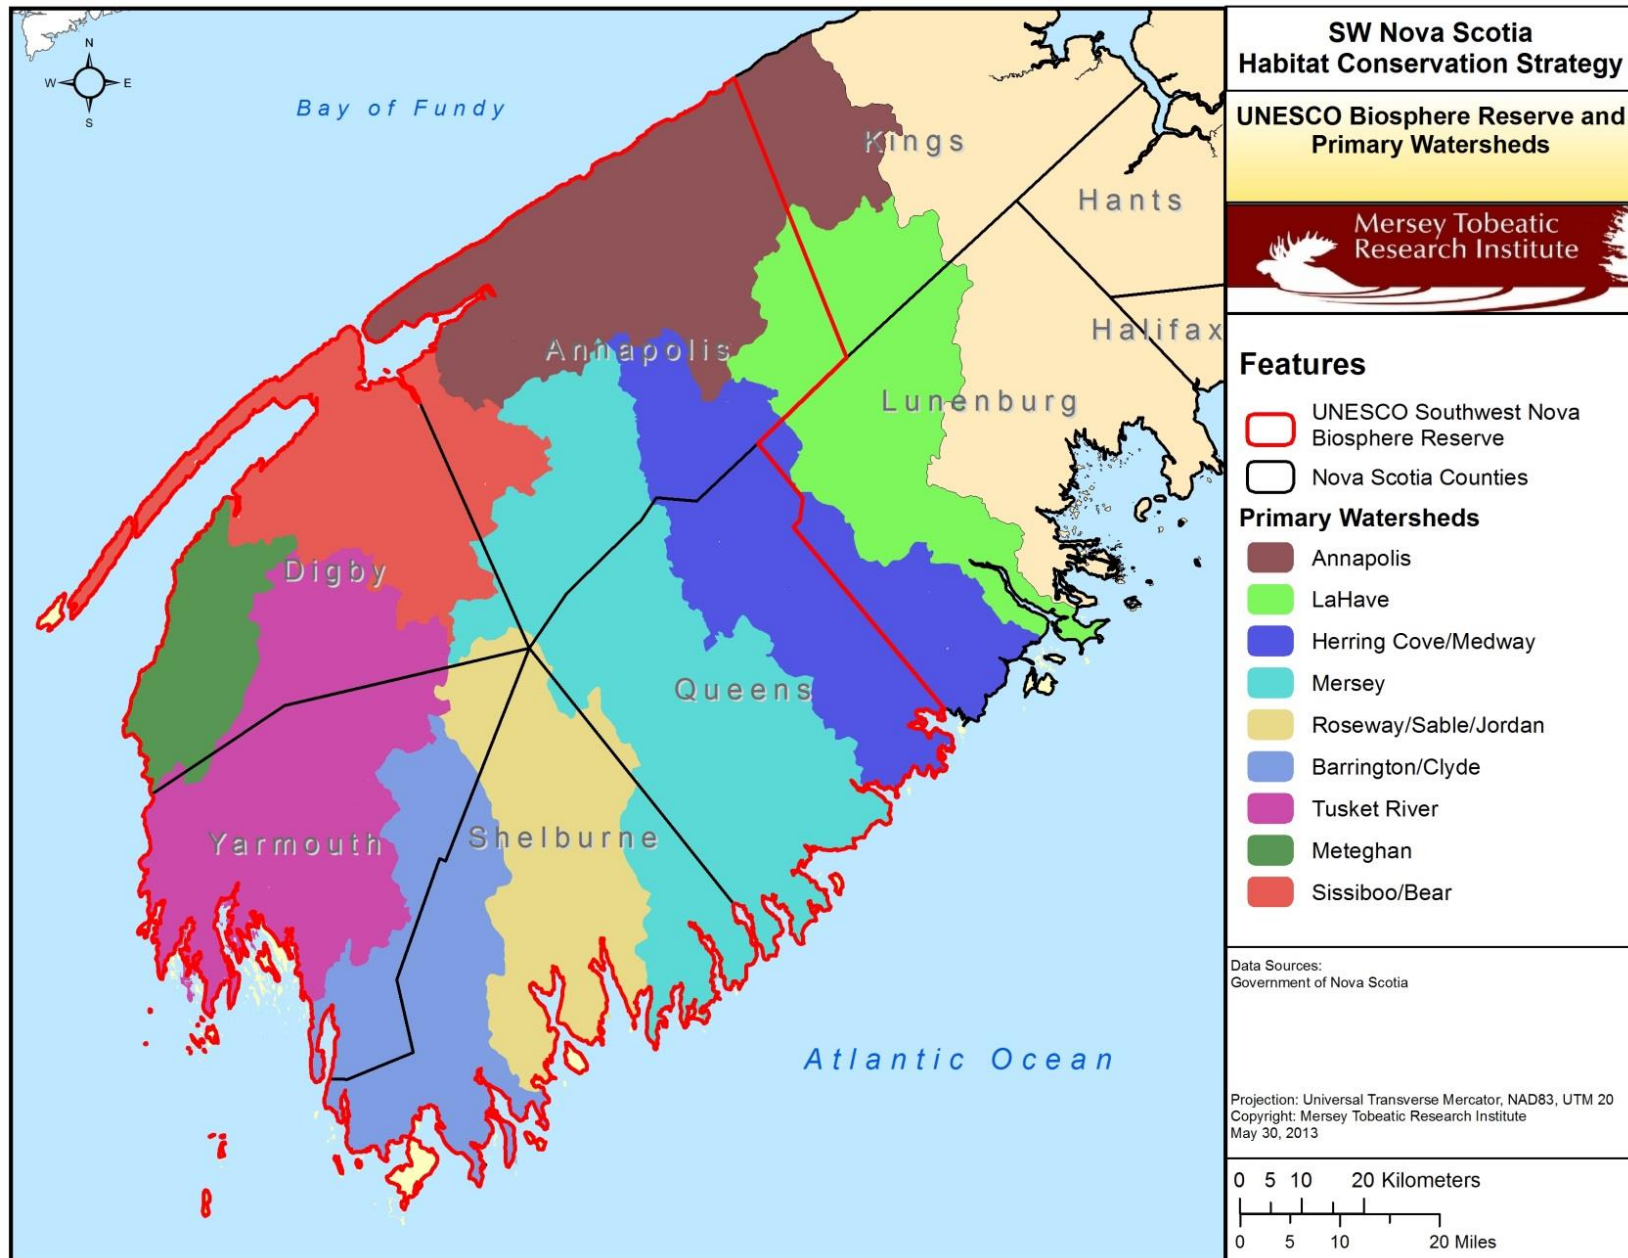 N
W
E
S
Bay of Fundy
Kings
Hants
Halifax
Annapolis
Lunenburg
Digby
Queens
Yarmouth
Shelburne
Atlantic Ocean
SW Nova Scotia
Habitat Conservation Strategy
UNESCO Biosphere Reserve and
Primary Watersheds
Mersey Tobeatic
Research Institute
Features
UNESCO Southwest Nova
Biosphere Reserve
Nova Scotia Counties
Primary Watersheds
Annapolis
LaHave
Herring Cove/Medway
Mersey
Roseway/Sable/Jordan
Barrington/Clyde
Tusket River
Meteghan
Sissiboo/Bear
Data Sources:
Government of Nova Scotia
Projection: Universal Transverse Mercator, NAD83, UTM 20
Copyright: Mersey Tobeatic Research Institute
May 30, 2013
0 5 10 20 Kilometers
0 5 10 20 Miles